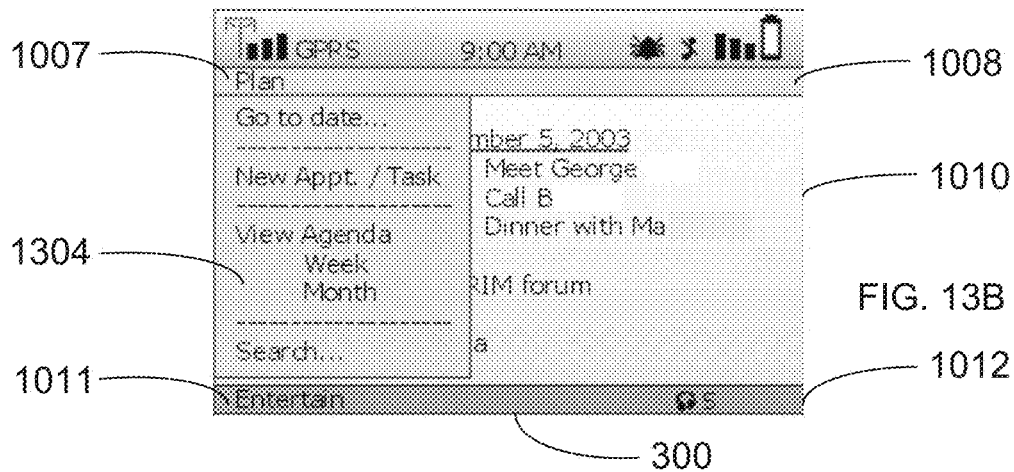 1007
GPRS 9:00 AM
1008
Plan
Go to date...
mber 5, 2003
New Appt. / Task
Meet George
1010
Call B
View Agenda
Dinner with Ma
1304
Week
Month
RIM forum
FIG. 13B
Search...
a
1012
1011
Entertain 5
300